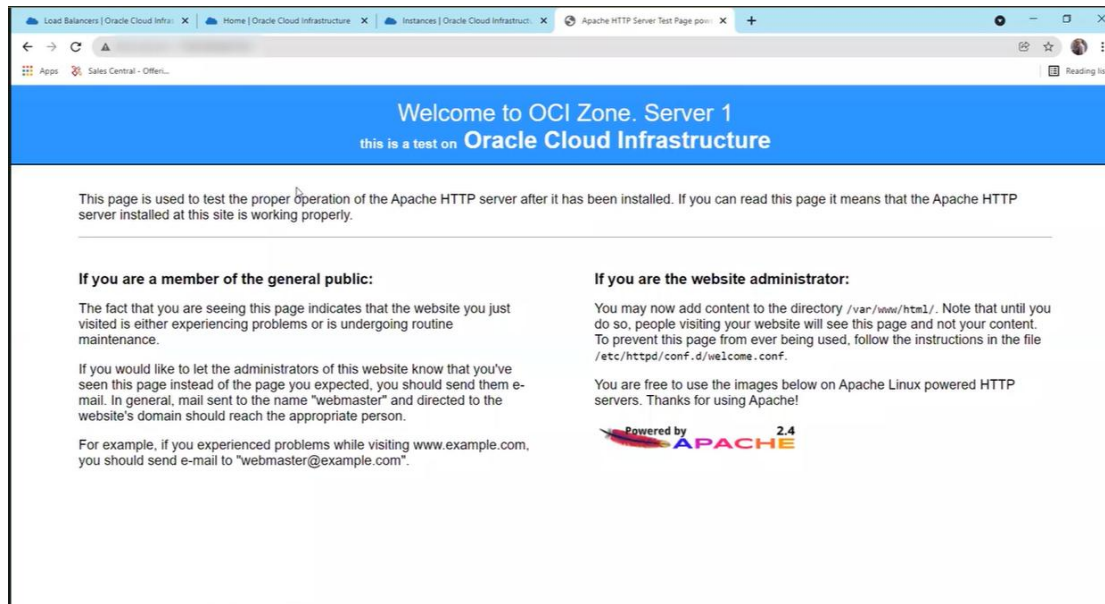 Load Balancers | Oracle Cloud Infras
Home | Oracle Cloud Infrastructure
Instances | Oracle Cloud Infrastruct
Apache HTTP Server Test Page pow
Apps
Sales Central - Offeri...
Reading lis
Welcome to OCI Zone. Server 1
this is a test on Oracle Cloud Infrastructure
This page is used to test the proper operation of the Apache HTTP server after it has been installed. If you can read this page it means that the Apache HTTP
server installed at this site is working properly.
If you are a member of the general public:
The fact that you are seeing this page indicates that the website you just
visited is either experiencing problems or is undergoing routine
maintenance.
If you would like to let the administrators of this website know that you've
seen this page instead of the page you expected, you should send them e-
mail. In general, mail sent to the name "webmaster" and directed to the
website's domain should reach the appropriate person.
For example, if you experienced problems while visiting www.example.com,
you should send e-mail to "webmaster@example.com".
If you are the website administrator:
You may now add content to the directory /var/www/html/. Note that until you
do so, people visiting your website will see this page and not your content.
To prevent this page from ever being used, follow the instructions in the file
/etc/httpd/conf.d/welcome.conf.
You are free to use the images below on Apache Linux powered HTTP
servers. Thanks for using Apache!
Powered by 2.4
APACHE